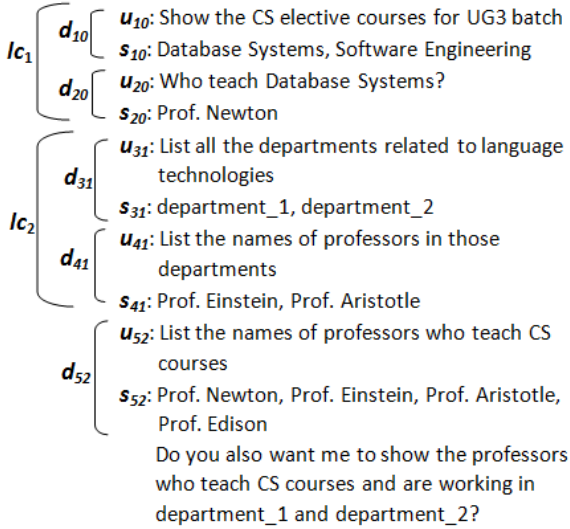 lc1
d10
u10: Show the CS elective courses for UG3 batch
s10: Database Systems, Software Engineering
d20
u20: Who teach Database Systems?
s20: Prof. Newton
lc2
d31
u31: List all the departments related to language
technologies
s31: department_1, department_2
d41
u41: List the names of professors in those
departments
s41: Prof. Einstein, Prof. Aristotle
d52
u52: List the names of professors who teach CS
courses
s52: Prof. Newton, Prof. Einstein, Prof. Aristotle,
Prof. Edison
Do you also want me to show the professors
who teach CS courses and are working in
department_1 and department_2?